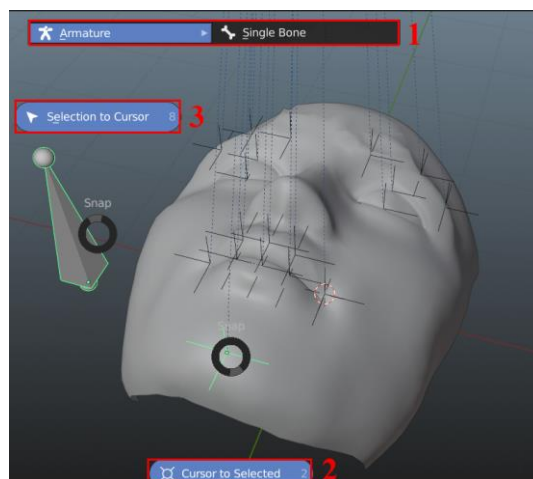 Armature Single Bone 1
Selection to Cursor 8 3
Snap
Snap
Cursor to Selected 2 2